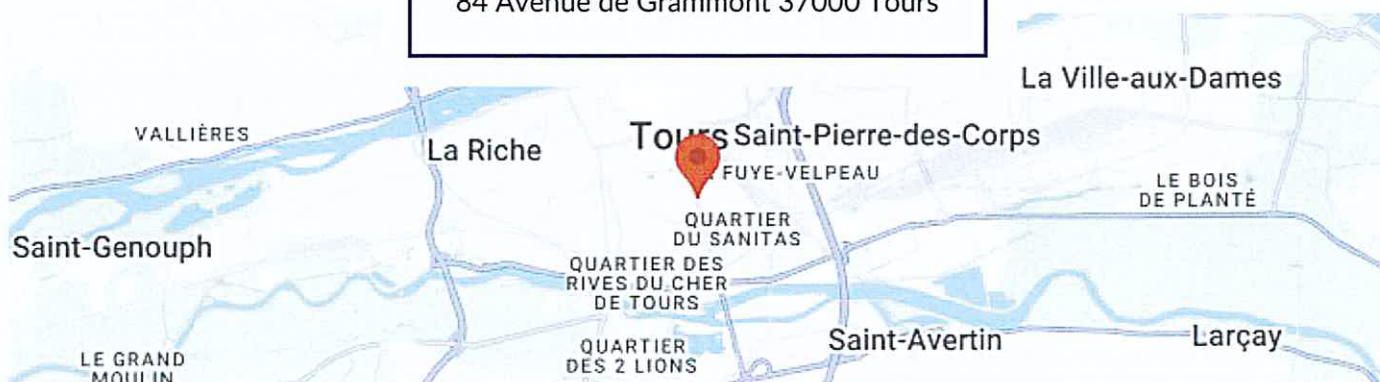 84 Avenue de Grammont 37000 Tours
La Ville-aux-Dames
VALLIÈRES
La Riche
Tours
Saint-Pierre-des-Corps
FUYE-VELPEAU
LE BOIS
DE PLANTÉ
QUARTIER
DU SANITAS
Saint-Genouph
QUARTIER DES
RIVES DU CHER
DE TOURS
Saint-Avertin
Larçay
QUARTIER
DES 2 LIONS
LE GRAND
MOULIN